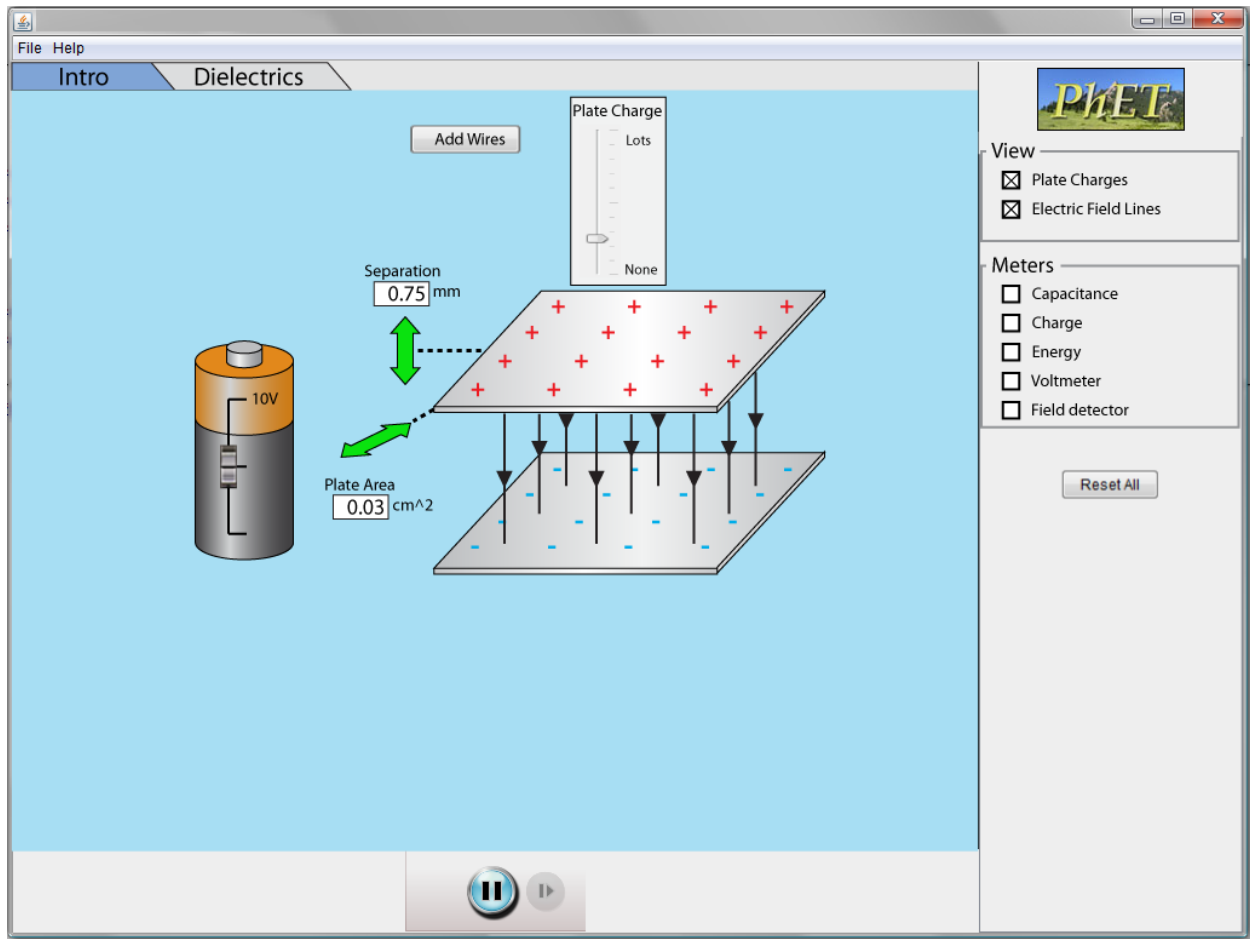 File Help
Intro Dielectrics
PhET
Add Wires
Plate Charge
Lots
None
Separation
0.75 mm
10V
Plate Area
0.03 cm^2
View
Plate Charges
Electric Field Lines
Meters
Capacitance
Charge
Energy
Voltmeter
Field detector
Reset All